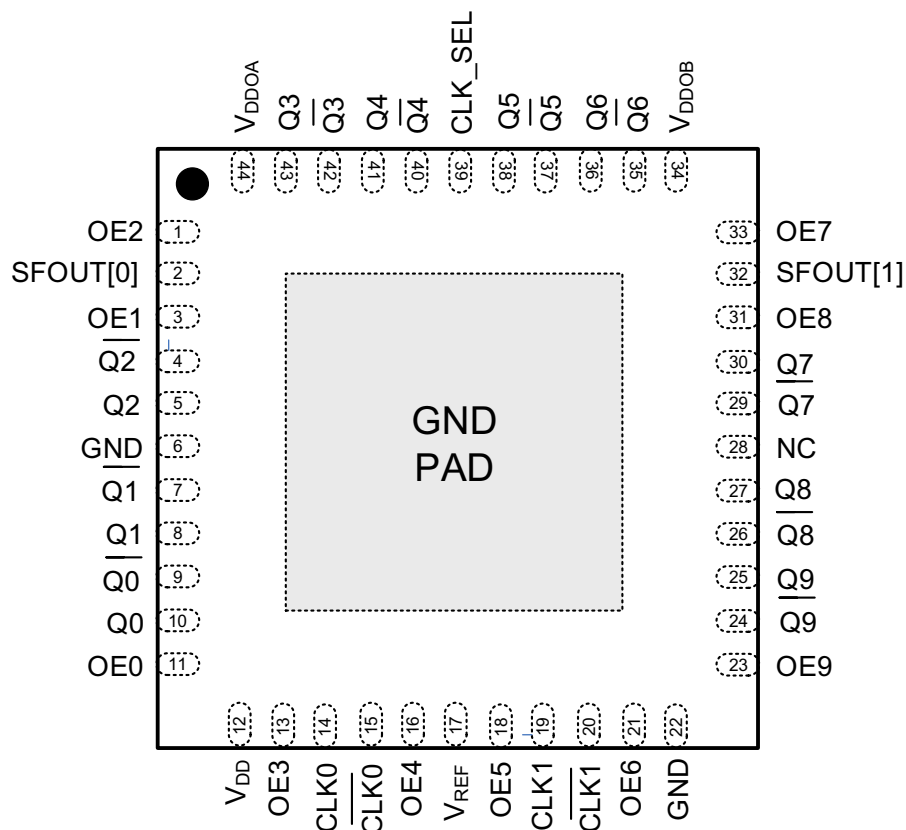 VDDOA
Q3
Q3
Q4
Q4
CLK_SEL
Q5
Q5
Q6
Q6
VDDOB
44
43
42
41
40
39
38
37
36
35
34
OE2 1
SFOUT[0] 2
OE1 3
Q2 4
Q2 5
GND 6
Q1 7
Q1 8
Q0 9
Q0 10
OE0 11
GND
PAD
33 OE7
32 SFOUT[1]
31 OE8
30 Q7
29 Q7
28 NC
27 Q8
26 Q8
25 Q9
24 Q9
23 OE9
12
13
14
15
16
17
18
19
20
21
22
VDD
OE3
CLK0
CLK0
OE4
VREF
OE5
CLK1
CLK1
OE6
GND